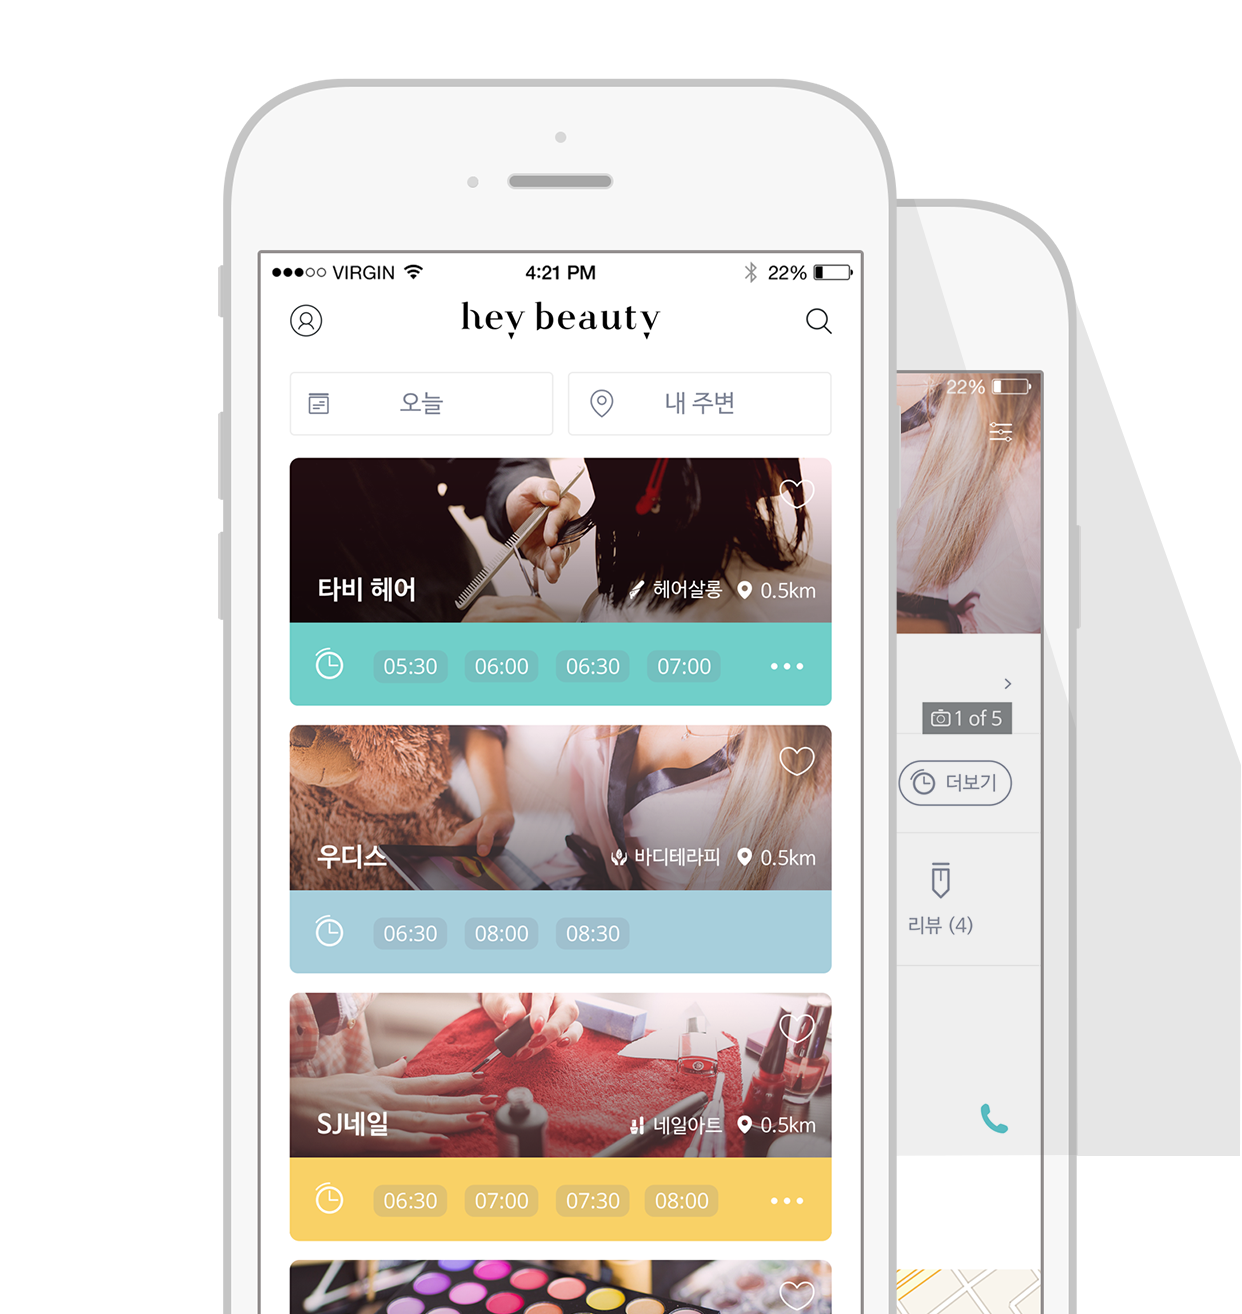 VIRGIN 4:21 PM 22%
hey beauty
오늘 내 주변
타비 헤어 헤어살롱 0.5km
05:30 06:00 06:30 07:00
우디스 바디테라피 0.5km
06:30 08:00 08:30
SJ네일 네일아트 0.5km
06:30 07:00 07:30 08:00
22%
1 of 5
더보기
리뷰 (4)